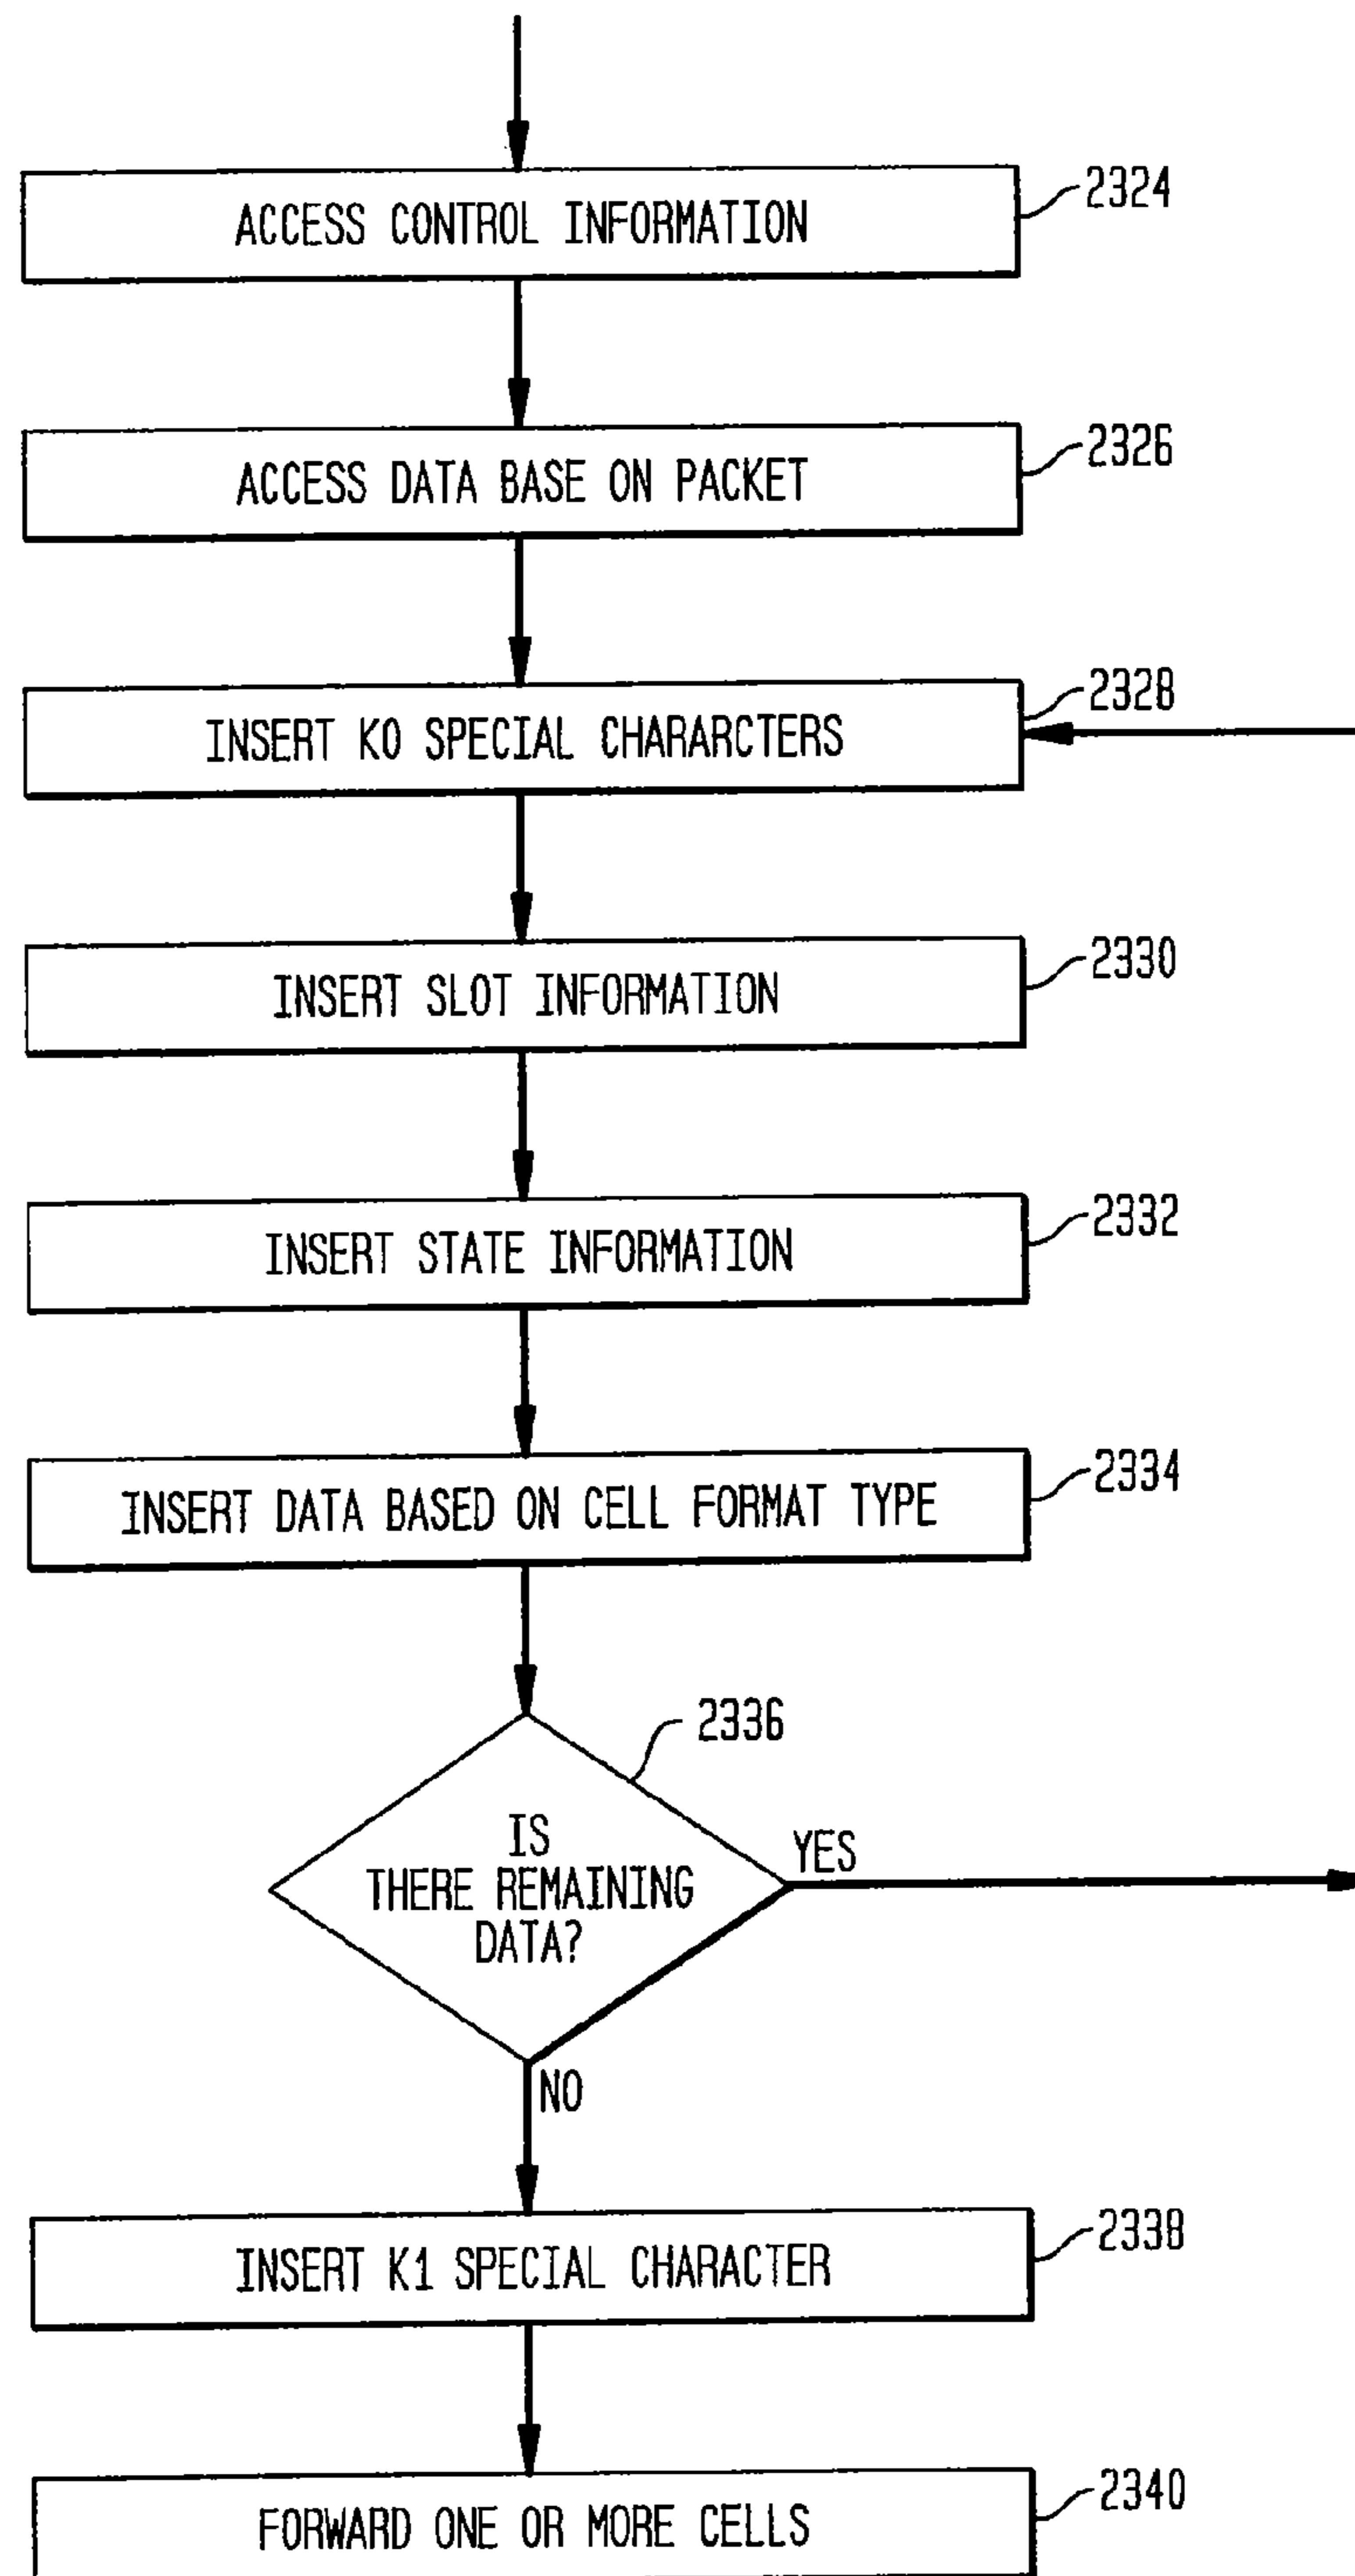 ACCESS CONTROL INFORMATION
2324
ACCESS DATA BASE ON PACKET
2326
INSERT K0 SPECIAL CHARARCTERS
2328
INSERT SLOT INFORMATION
2330
INSERT STATE INFORMATION
2332
INSERT DATA BASED ON CELL FORMAT TYPE
2334
2336
IS
THERE REMAINING
DATA?
YES
NO
INSERT K1 SPECIAL CHARACTER
2338
FORWARD ONE OR MORE CELLS
2340